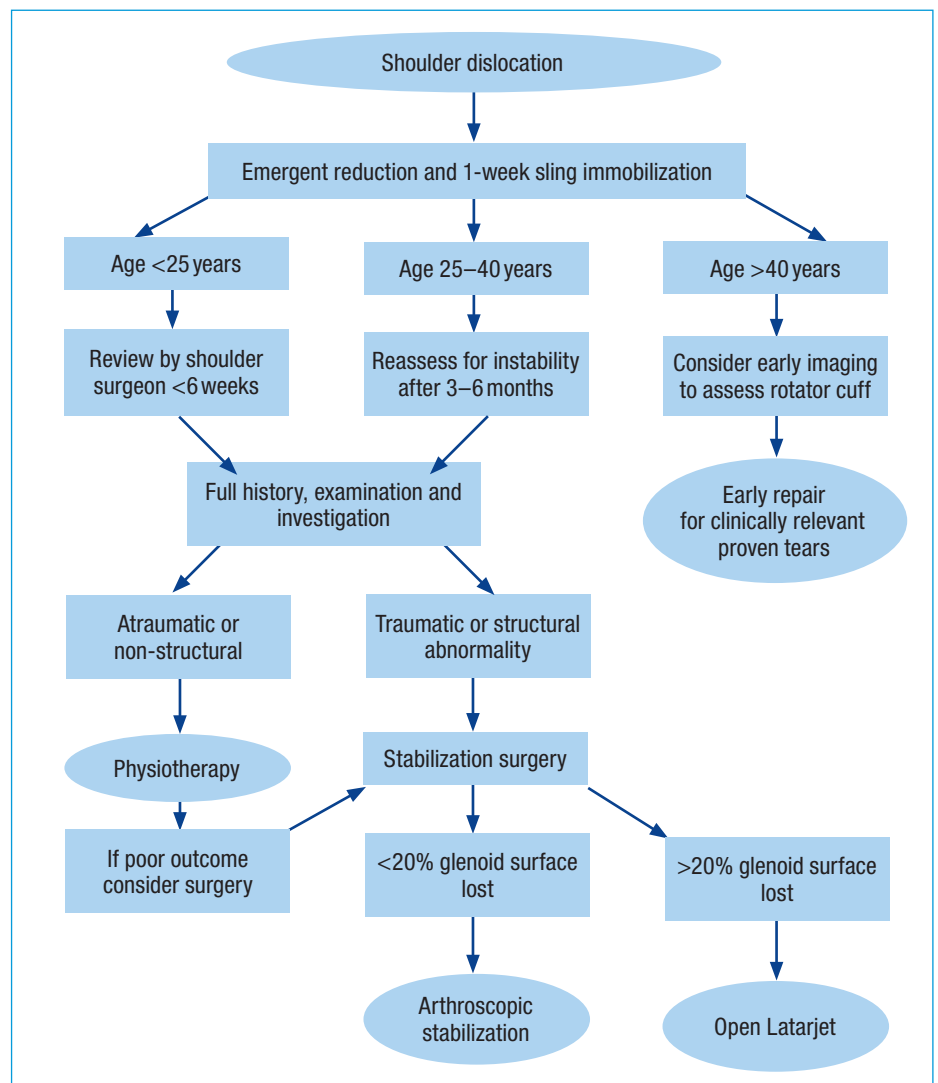 Shoulder dislocation
Emergent reduction and 1-week sling immobilization
Age <25 years
Age 25–40 years
Age >40 years
Review by shoulder
surgeon <6 weeks
Reassess for instability
after 3–6 months
Consider early imaging
to assess rotator cuff
Full history, examination and
investigation
Early repair
for clinically relevant
proven tears
Atraumatic or
non-structural
Traumatic or structural
abnormality
Physiotherapy
Stabilization surgery
If poor outcome
consider surgery
<20% glenoid surface
lost
>20% glenoid surface
lost
Arthroscopic
stabilization
Open Latarjet